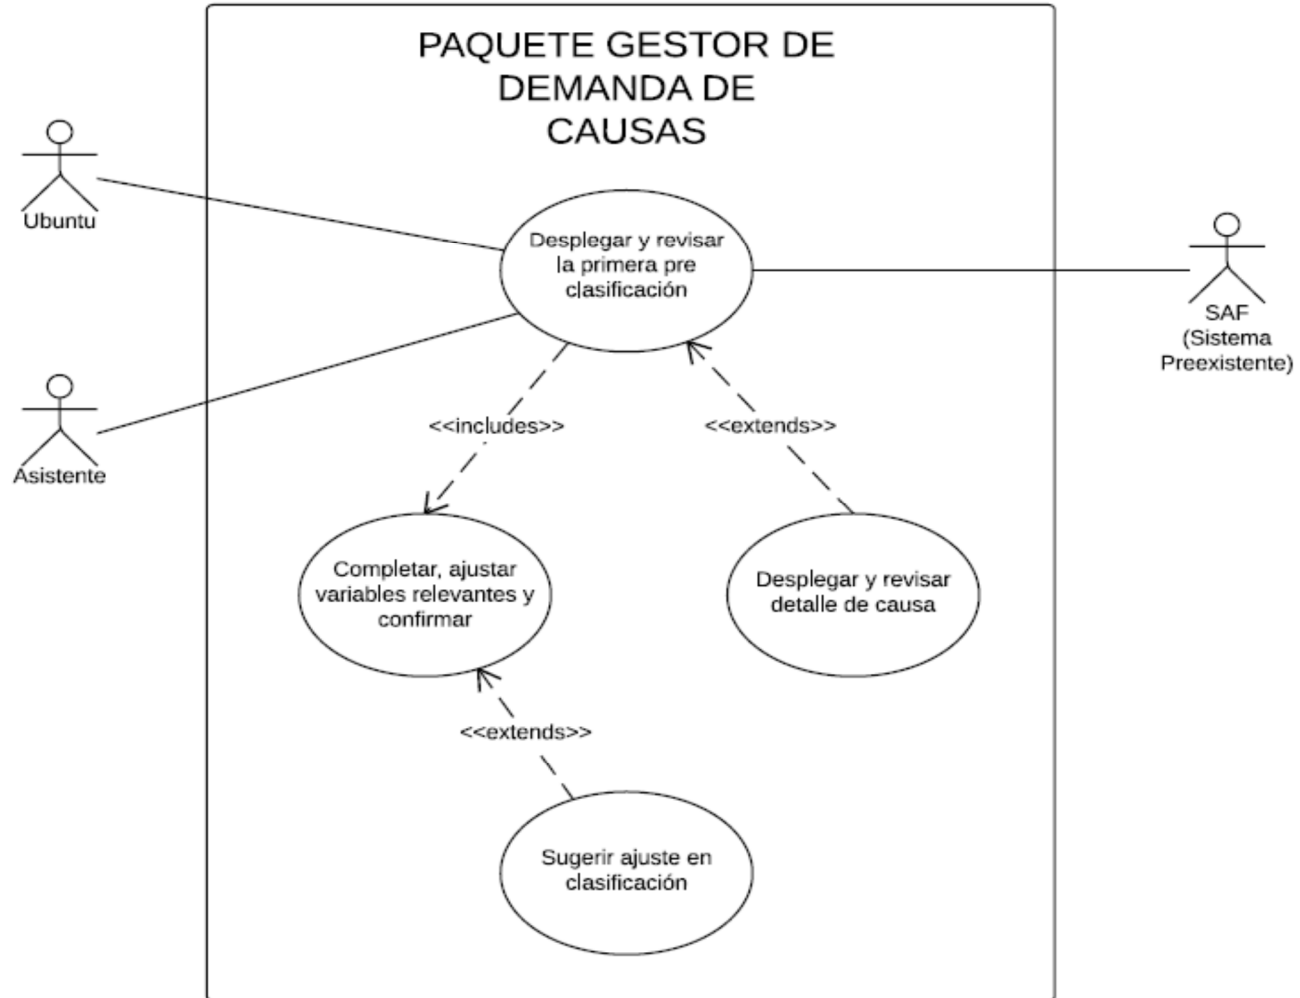 PAQUETE GESTOR DE
DEMANDA DE
CAUSAS
Ubuntu
Desplegar y revisar
la primera pre
clasificación
SAF
(Sistema
Preexistente)
Asistente
<<includes>>
<<extends>>
Completar, ajustar
variables relevantes y
confirmar
Desplegar y revisar
detalle de causa
<<extends>>
Sugerir ajuste en
clasificación